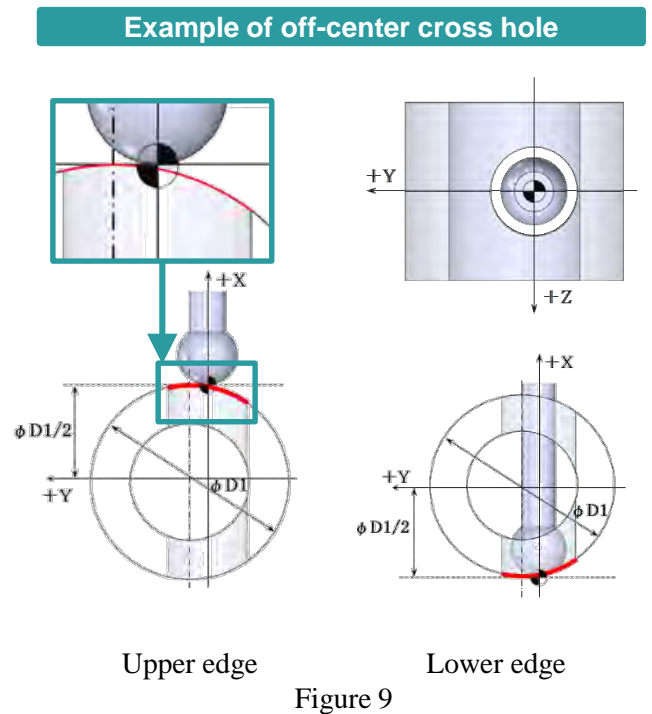 Example of off-center cross hole
+Y
+Z
+X
φD1/2
+Y
φD1
+X
+Y
φD1/2
φD1
Upper edge
Lower edge
Figure 9